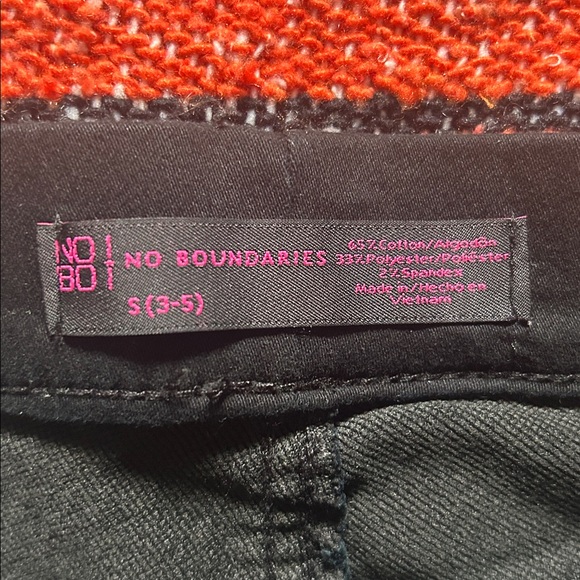 NO
BO
NO BOUNDARIES
S (3-5)
65% Cotton/Algodón
33% Polyester/Poliéster
2% Spandex
Made in/Hecho en
Vietnam